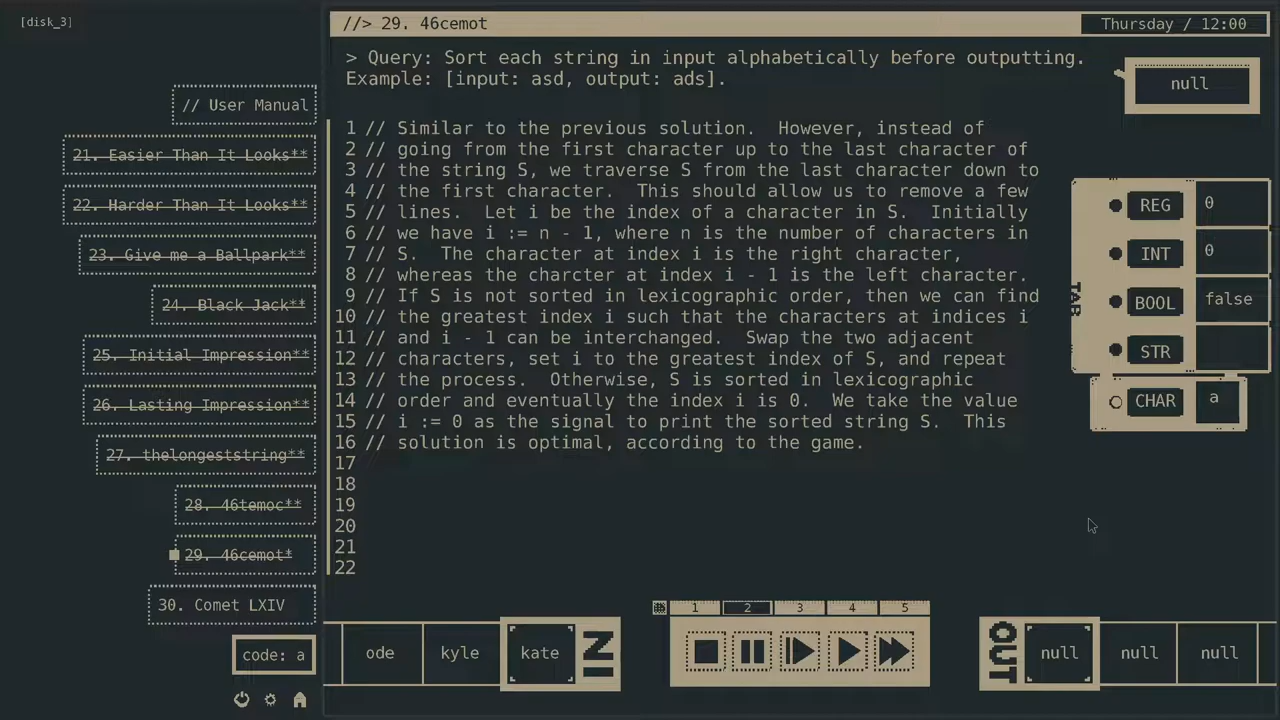 [disk_3]
//> 29. 46cemot
Thursday / 12:00
> Query: Sort each string in input alphabetically before outputting.
Example: [input: asd, output: ads].
null
// User Manual
21. Easier Than It Looks**
22. Harder Than It Looks**
23. Give me a Ballpark**
24. Black Jack**
25. Initial Impression**
26. Lasting Impression**
27. thelongeststring**
28. 46temoc**
29. 46cemot*
30. Comet LXIV
code: a
1 // Similar to the previous solution.  However, instead of
2 // going from the first character up to the last character of
3 // the string S, we traverse S from the last character down to
4 // the first character.  This should allow us to remove a few
5 // lines.  Let i be the index of a character in S.  Initially
6 // we have i := n - 1, where n is the number of characters in
7 // S.  The character at index i is the right character,
8 // whereas the charcter at index i - 1 is the left character.
9 // If S is not sorted in lexicographic order, then we can find
10 // the greatest index i such that the characters at indices i
11 // and i - 1 can be interchanged.  Swap the two adjacent
12 // characters, set i to the greatest index of S, and repeat
13 // the process.  Otherwise, S is sorted in lexicographic
14 // order and eventually the index i is 0.  We take the value
15 // i := 0 as the signal to print the sorted string S.  This
16 // solution is optimal, according to the game.
17
18
19
20
21
22
TAB
REG 0
INT 0
BOOL false
STR
CHAR a
1 2 3 4 5
ode kyle kate IN
OUT null null null